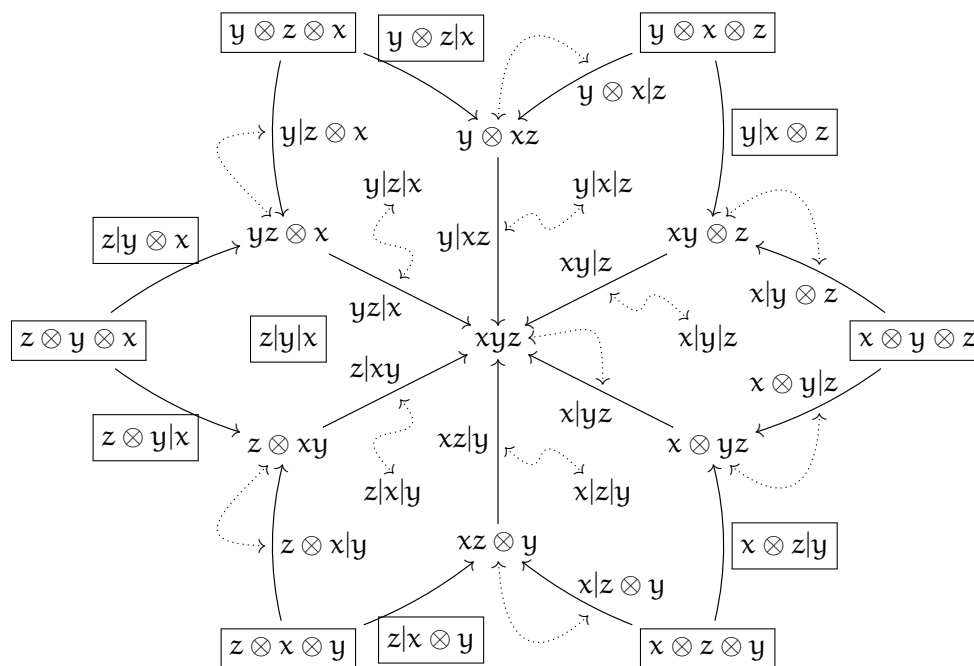 y ⊗ z ⊗ x
y ⊗ z|x
y ⊗ x ⊗ z
y ⊗ x|z
y|z ⊗ x
y ⊗ xz
y|x ⊗ z
y|z|x
y|x|z
z|y ⊗ x
yz ⊗ x
y|xz
xy ⊗ z
xy|z
yz|x
x|y ⊗ z
z ⊗ y ⊗ x
z|y|x
xyz
x|y|z
x ⊗ y ⊗ z
z|xy
x ⊗ y|z
x|yz
z ⊗ y|x
z ⊗ xy
xz|y
x ⊗ yz
z|x|y
x|z|y
z ⊗ x|y
xz ⊗ y
x ⊗ z|y
x|z ⊗ y
z ⊗ x ⊗ y
z|x ⊗ y
x ⊗ z ⊗ y